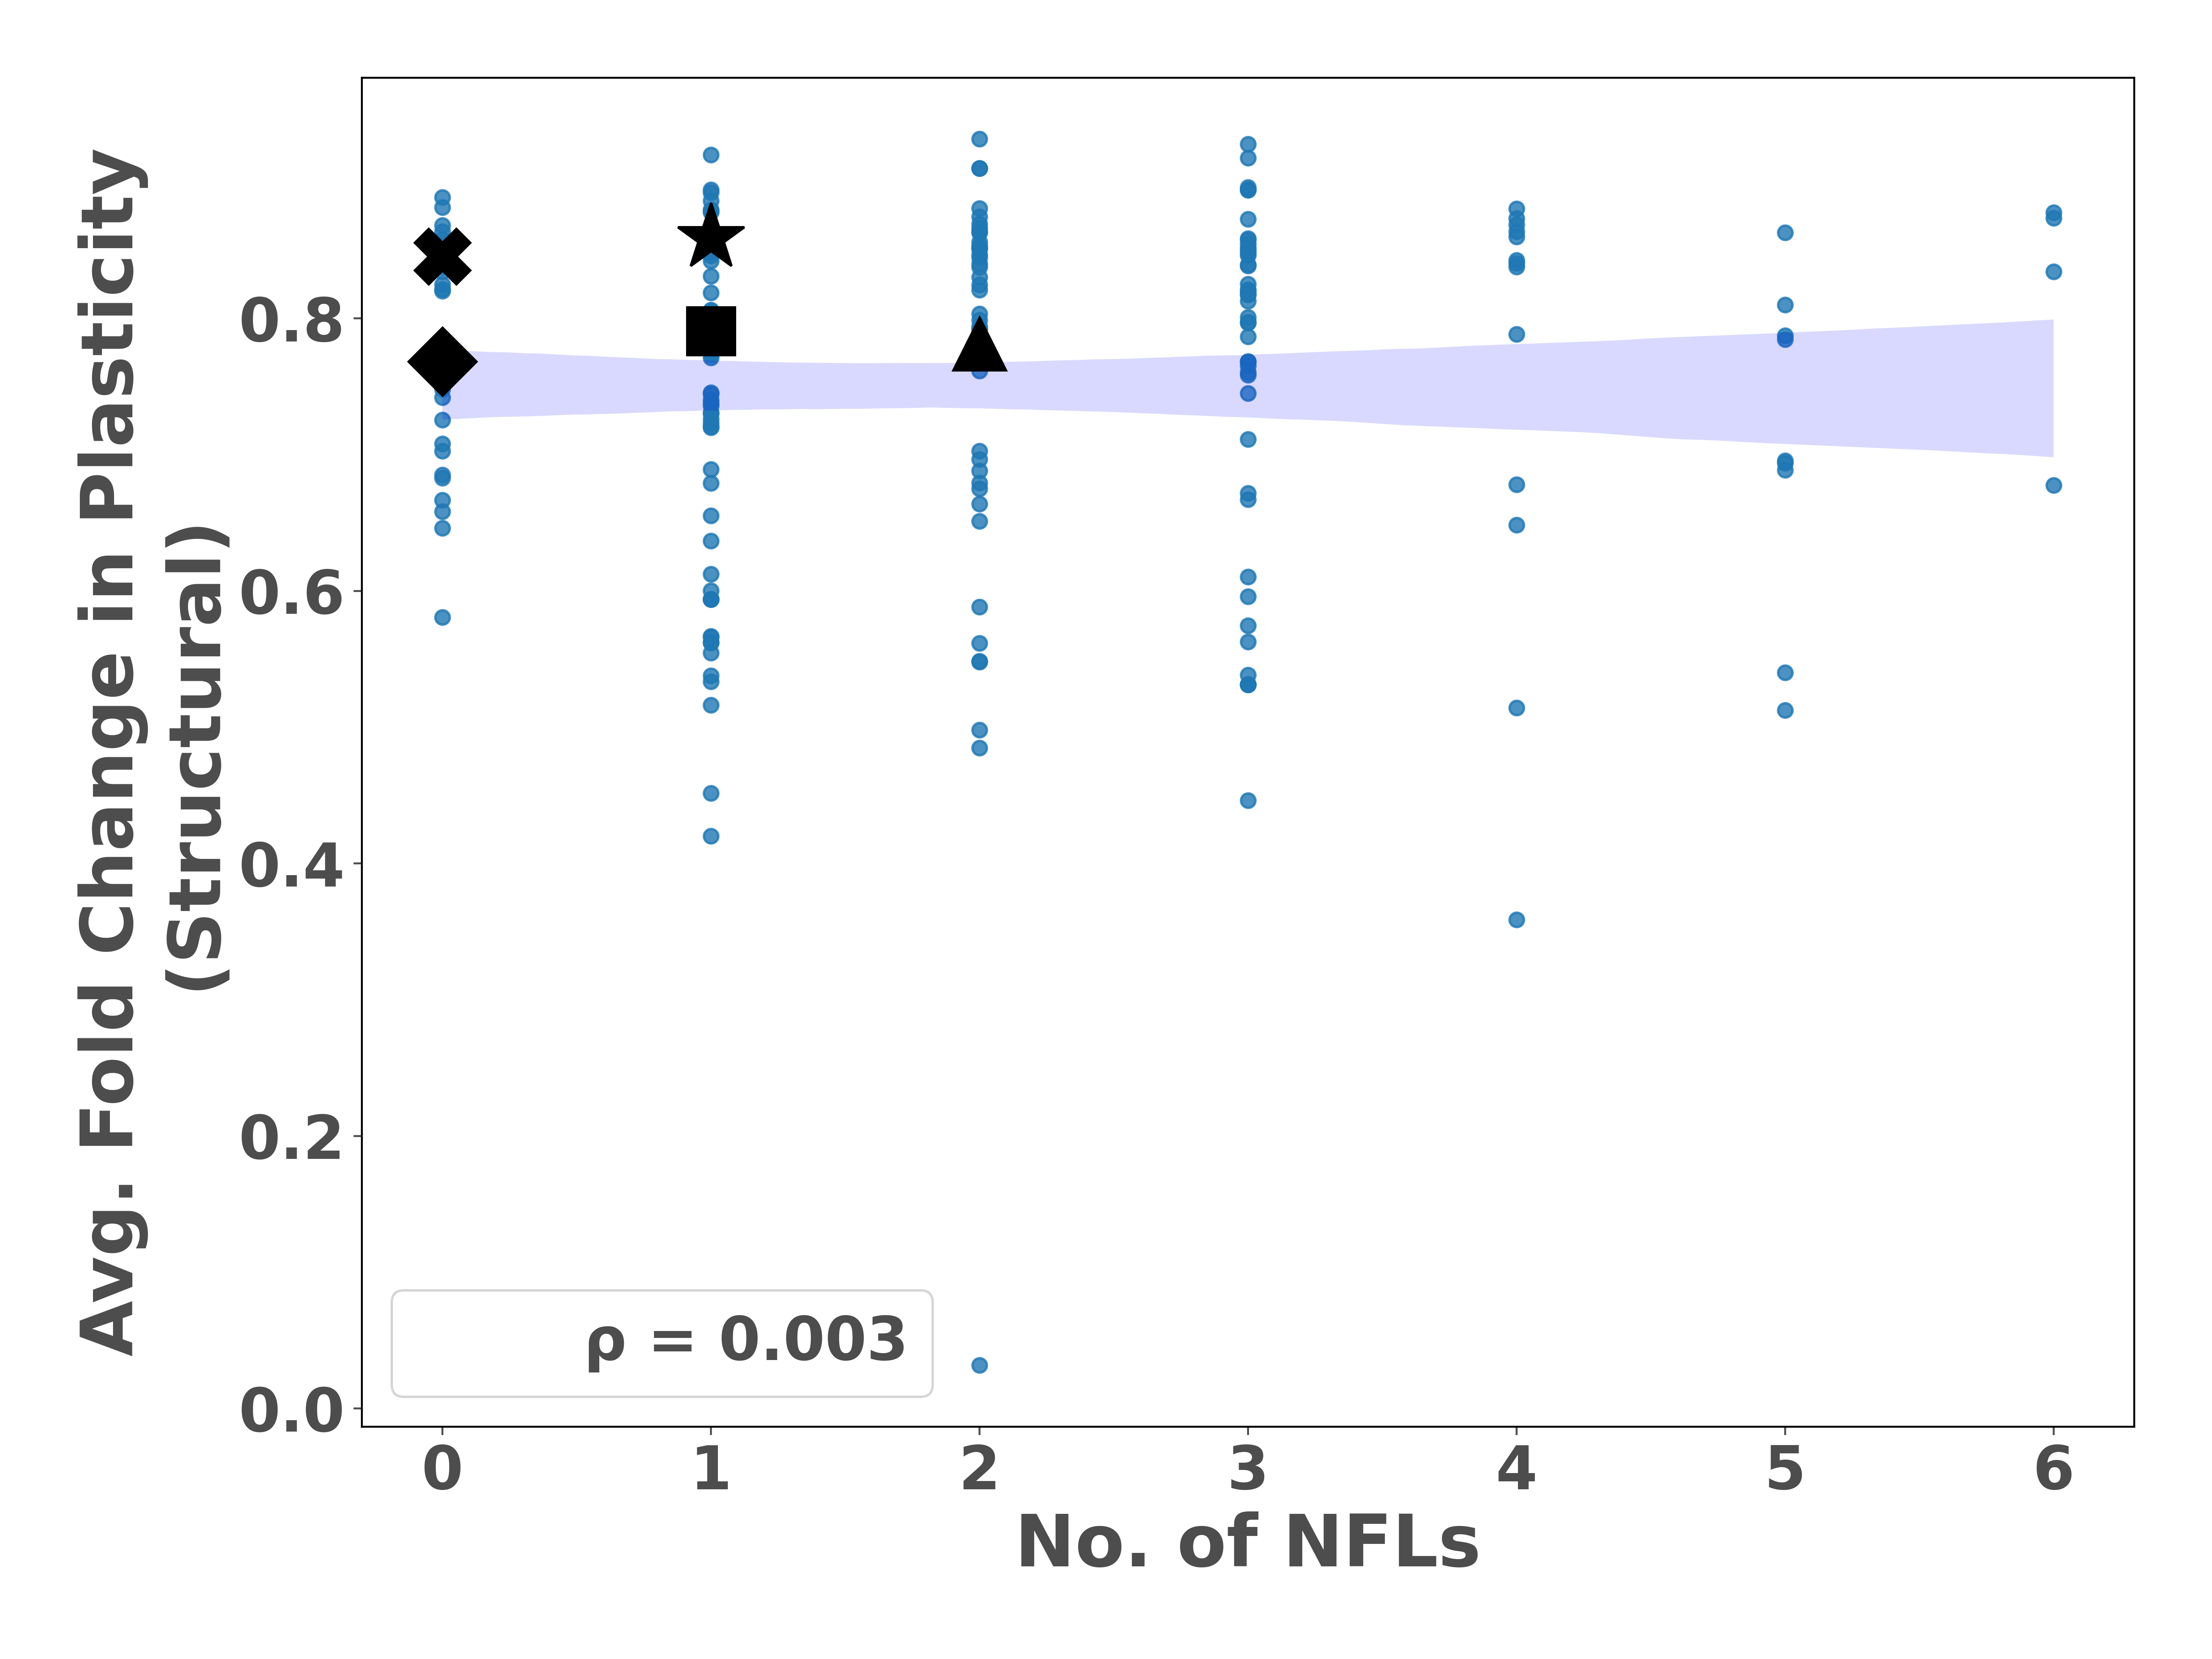 Avg. Fold Change in Plasticity
(Structural)
0.8
0.6
0.4
0.2
0.0
ρ = 0.003
0 1 2 3 4 5 6
No. of NFLs